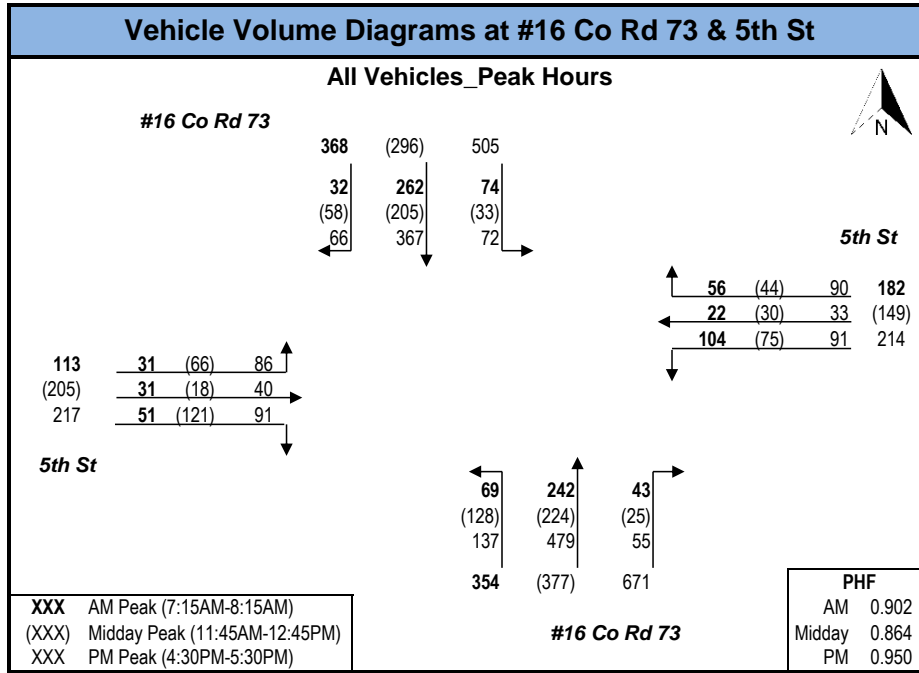 Vehicle Volume Diagrams at #16 Co Rd 73 & 5th St
All Vehicles_Peak Hours
N
#16 Co Rd 73
368 (296) 505
32 262 74
(58) (205) (33)
66 367 72
5th St
56 (44) 90 182
22 (30) 33 (149)
104 (75) 91 214
113 31 (66) 86
(205) 31 (18) 40
217 51 (121) 91
5th St
69 242 43
(128) (224) (25)
137 479 55
354 (377) 671
#16 Co Rd 73
XXX AM Peak (7:15AM-8:15AM)
(XXX) Midday Peak (11:45AM-12:45PM)
XXX PM Peak (4:30PM-5:30PM)
PHF
AM 0.902
Midday 0.864
PM 0.950